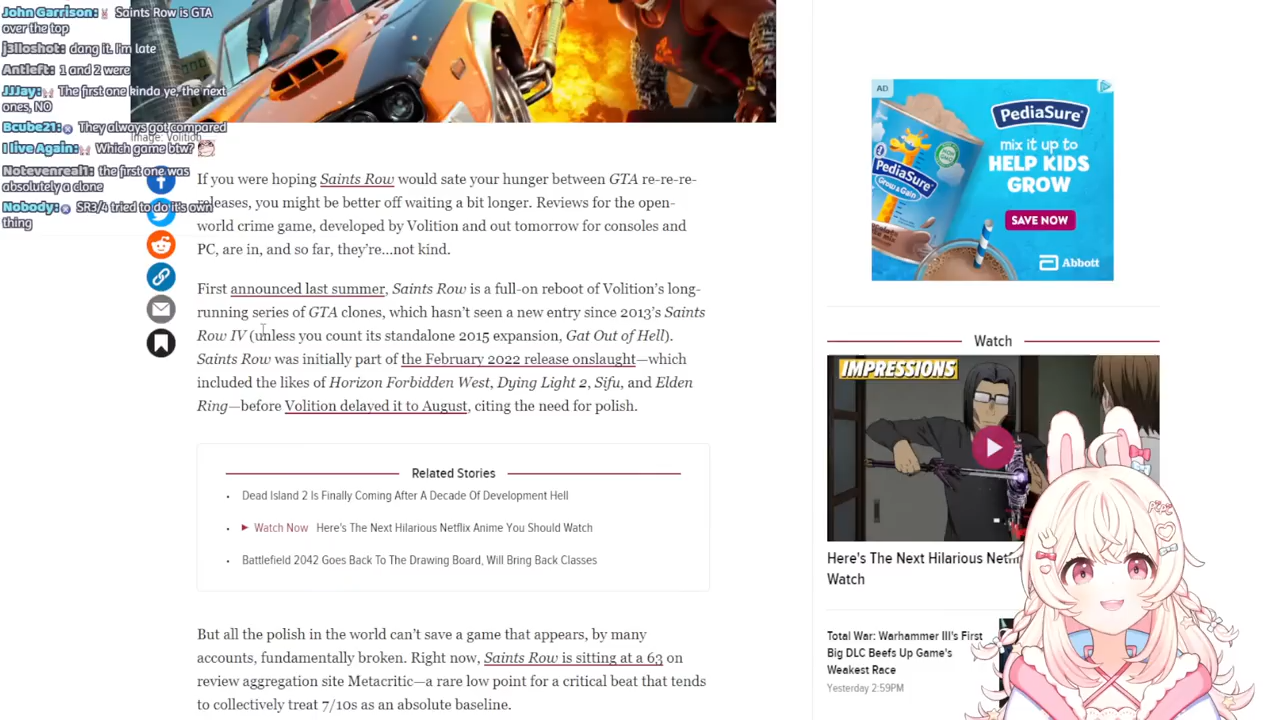 John Garrison: Saints Row is GTA
over the top
j3lloshot: dang it. I'm late
Antleft: 1 and 2 were
JJJay: The first one kinda ye, the next
ones, NO
Bcube21: They always got compared
I live Again: Which game btw?
Notevenreal1: the first one was
absolutely a clone
Nobody: SR3/4 tried to do it's own
thing
Image: Volition
If you were hoping Saints Row would sate your hunger between GTA re-re-re-
releases, you might be better off waiting a bit longer. Reviews for the open-
world crime game, developed by Volition and out tomorrow for consoles and
PC, are in, and so far, they're...not kind.
First announced last summer, Saints Row is a full-on reboot of Volition's long-
running series of GTA clones, which hasn't seen a new entry since 2013's Saints
Row IV (unless you count its standalone 2015 expansion, Gat Out of Hell).
Saints Row was initially part of the February 2022 release onslaught—which
included the likes of Horizon Forbidden West, Dying Light 2, Sifu, and Elden
Ring—before Volition delayed it to August, citing the need for polish.
Related Stories
Dead Island 2 Is Finally Coming After A Decade Of Development Hell
Watch Now Here's The Next Hilarious Netflix Anime You Should Watch
Battlefield 2042 Goes Back To The Drawing Board, Will Bring Back Classes
But all the polish in the world can't save a game that appears, by many
accounts, fundamentally broken. Right now, Saints Row is sitting at a 63 on
review aggregation site Metacritic—a rare low point for a critical beat that tends
to collectively treat 7/10s as an absolute baseline.
AD
PediaSure
mix it up to
HELP KIDS
GROW
SAVE NOW
Abbott
PediaSure
Grow & Gain
Watch
IMPRESSIONS
Here's The Next Hilarious Netf
Watch
Total War: Warhammer III's First
Big DLC Beefs Up Game's
Weakest Race
Yesterday 2:59PM